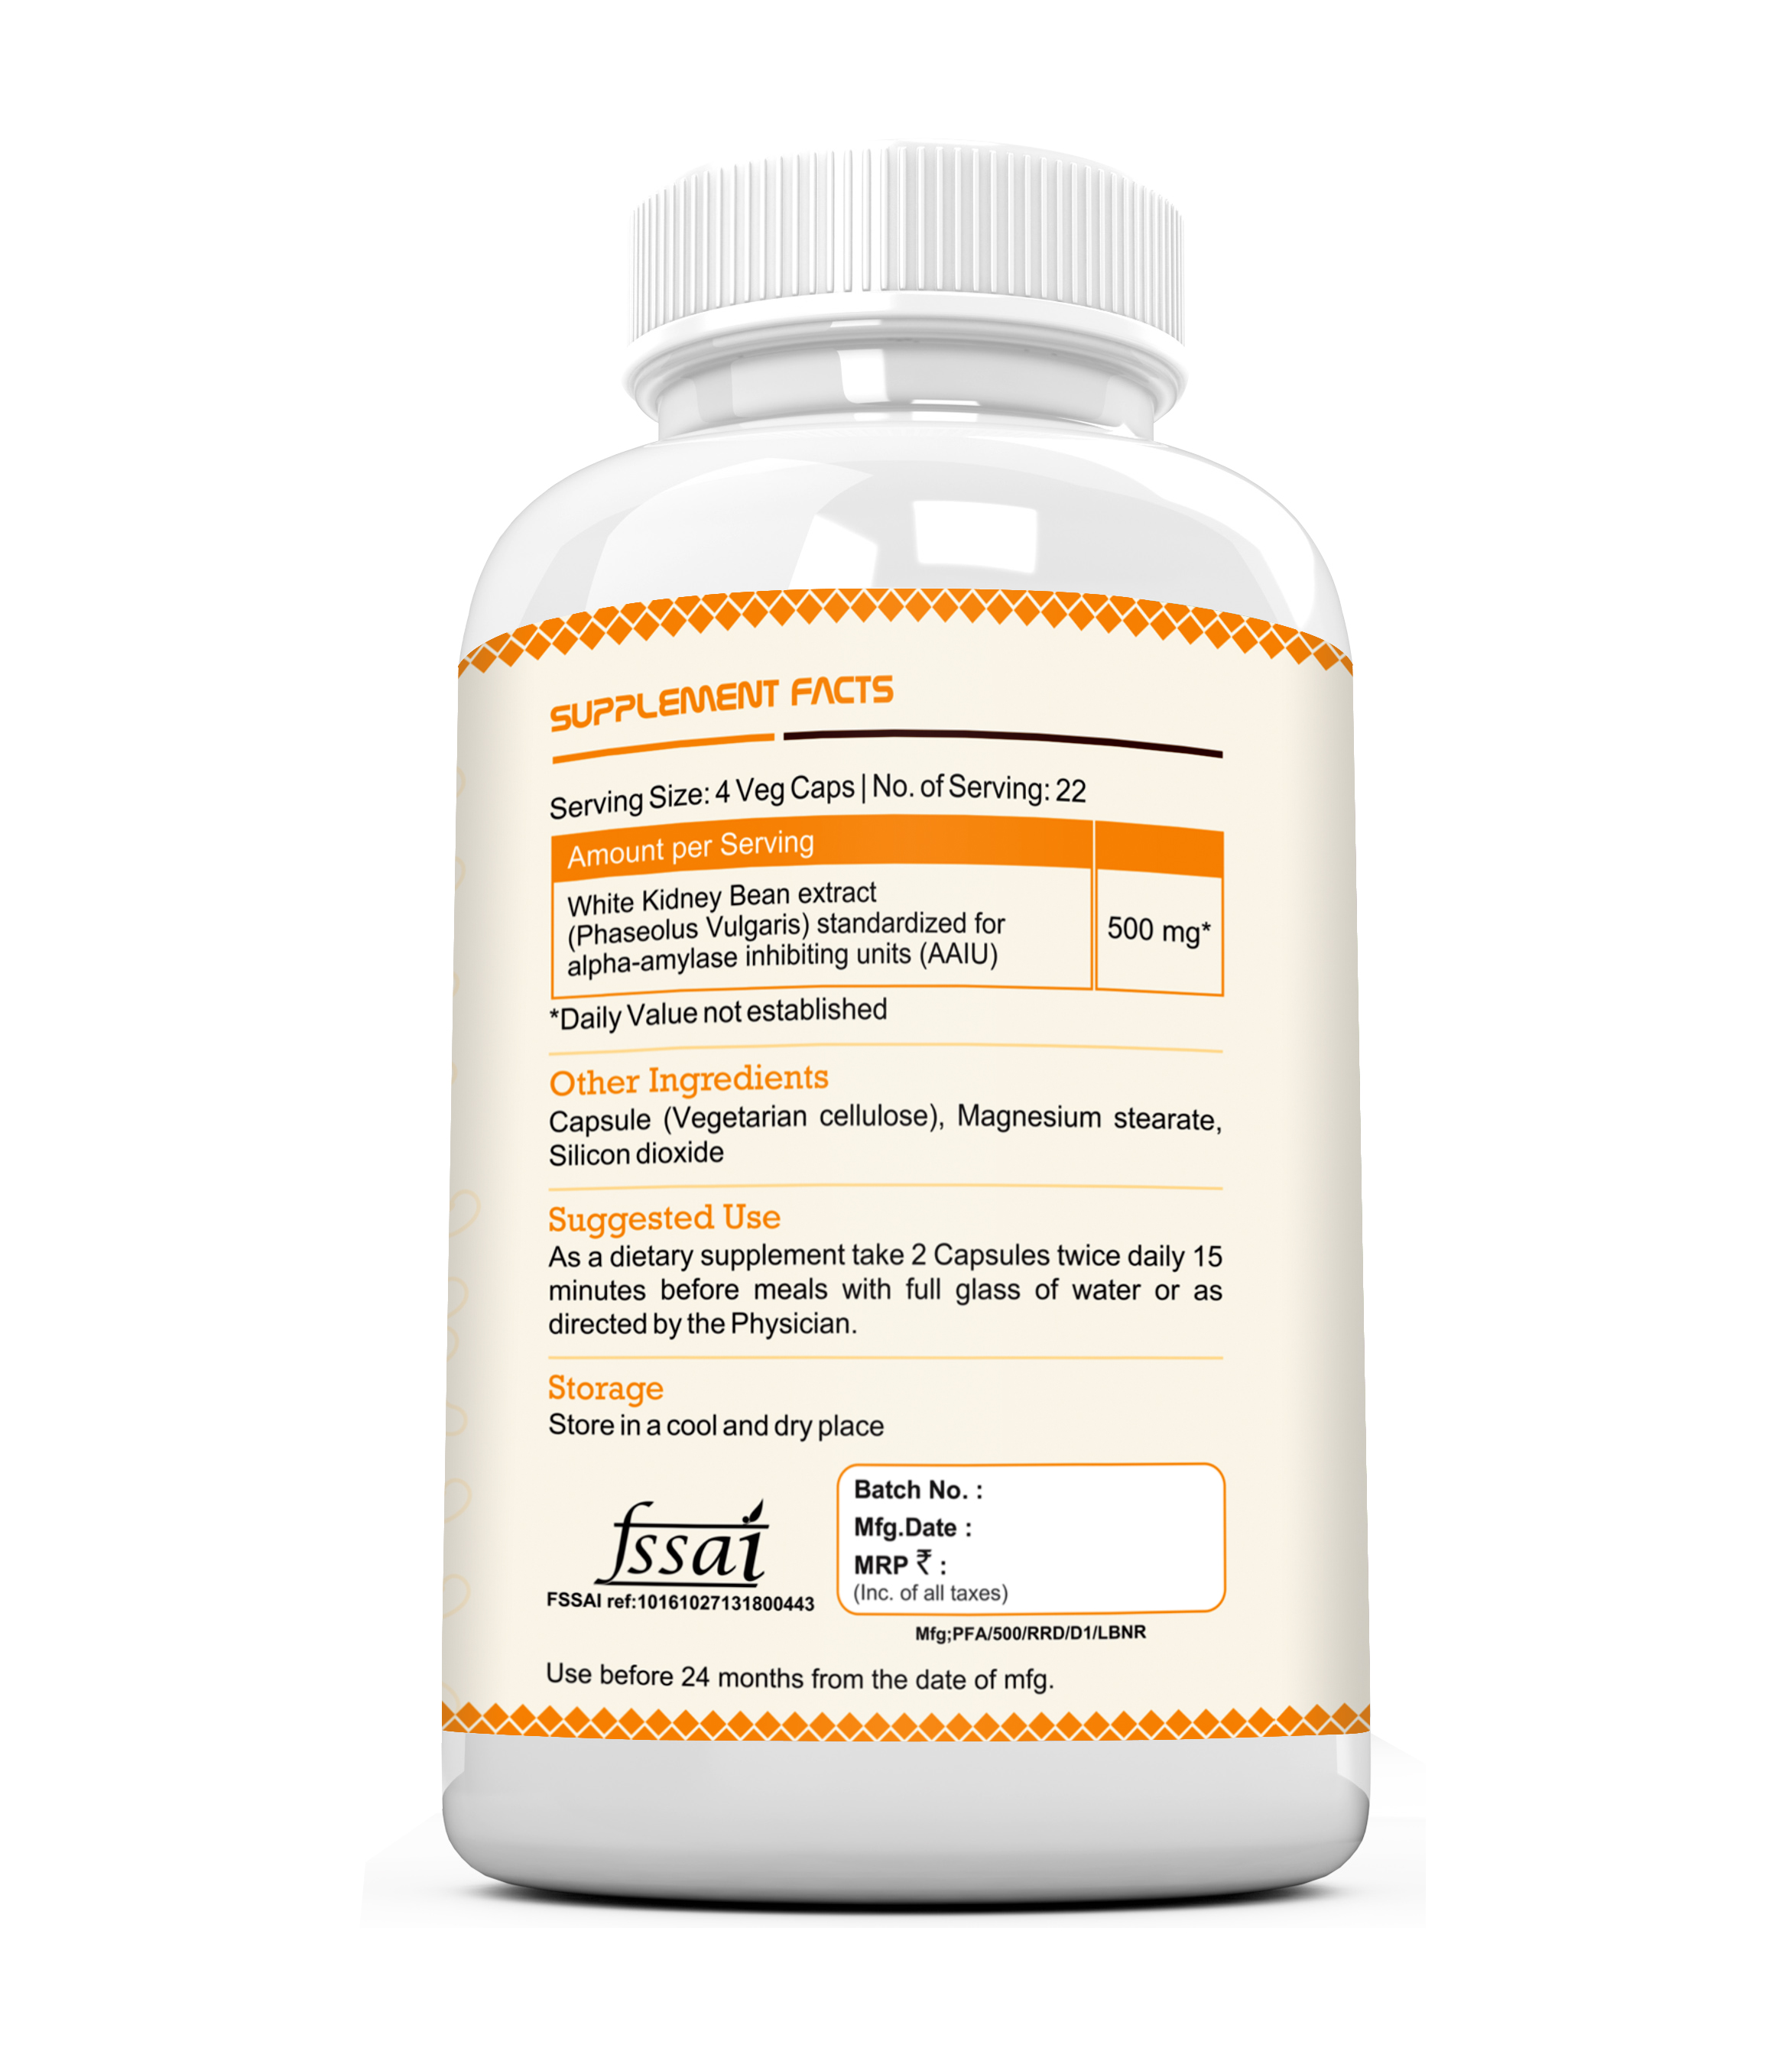 SUPPLEMENT FACTS
Serving Size: 4 Veg Caps | No. of Serving: 22
Amount per Serving
White Kidney Bean extract
(Phaseolus Vulgaris) standardized for
alpha-amylase inhibiting units (AAIU)
500 mg*
*Daily Value not established
Other Ingredients
Capsule (Vegetarian cellulose), Magnesium stearate,
Silicon dioxide
Suggested Use
As a dietary supplement take 2 Capsules twice daily 15
minutes before meals with full glass of water or as
directed by the Physician.
Storage
Store in a cool and dry place
fssai
FSSAI ref:10161027131800443
Batch No. :
Mfg.Date :
MRP ₹ :
(Inc. of all taxes)
Mfg;PFA/500/RRD/D1/LBNR
Use before 24 months from the date of mfg.